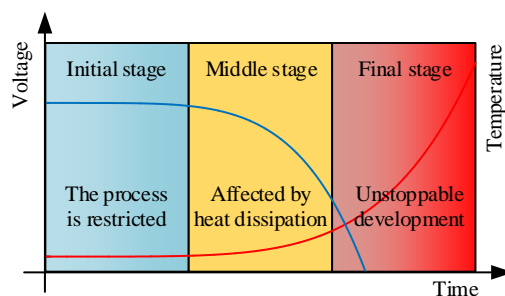 Voltage
Initial stage
Middle stage
Final stage
The process
is restricted
Affected by
heat dissipation
Unstoppable
development
Temperature
Time